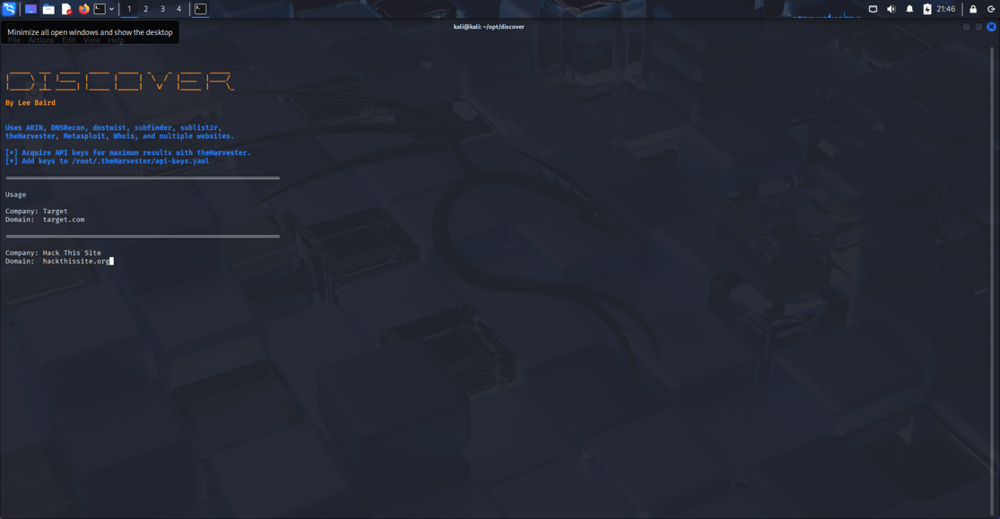 1 2 3 4
21:46
Minimize all open windows and show the desktop
kali@kali: ~/opt/discover
File Actions Edit View Help
DISCOVER
By Lee Baird
Uses ARIN, DNSRecon, dnstwist, subfinder, sublist3r,
theHarvester, Metasploit, Whois, and multiple websites.
[*] Acquire API keys for maximum results with theHarvester.
[*] Add keys to /root/.theHarvester/api-keys.yaml
Usage
Company: Target
Domain: target.com
Company: Hack This Site
Domain: hackthissite.org